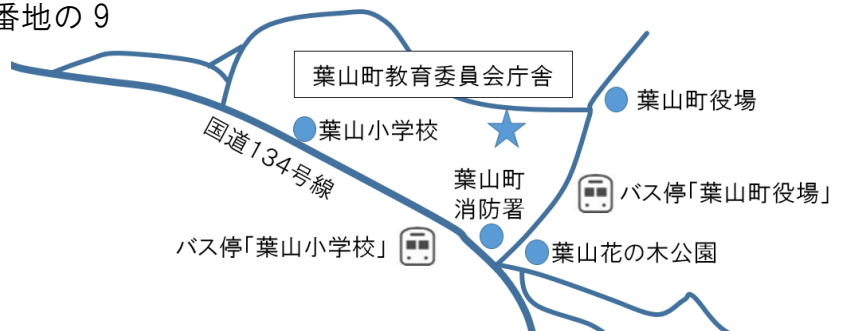 番地の9
葉山町教育委員会庁舎
葉山町役場
葉山小学校
国道134号線
葉山町
消防署
バス停「葉山町役場」
バス停「葉山小学校」
葉山花の木公園